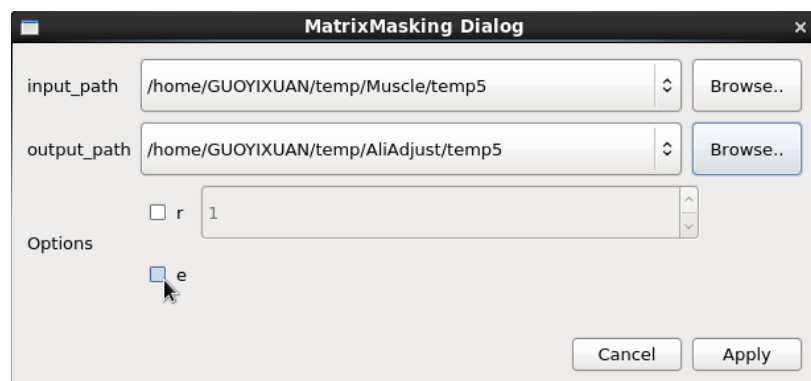 MatrixMasking Dialog
input_path /home/GUOYIXUAN/temp/Muscle/temp5 Browse..
output_path /home/GUOYIXUAN/temp/AliAdjust/temp5 Browse..
r 1
Options
e
Cancel Apply